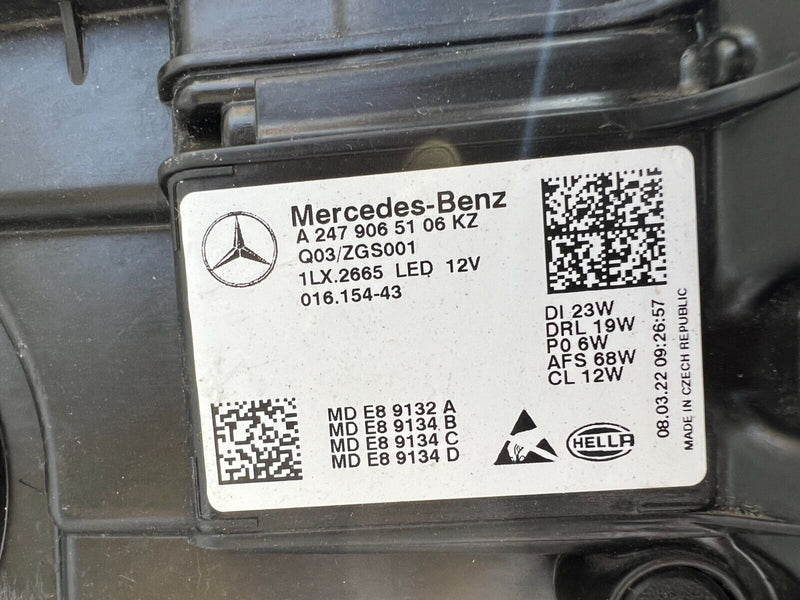 Mercedes-Benz
A 247 906 51 06 KZ
Q03/ZGS001
1LX.2665 LED 12V
016.154-43
DI 23W
DRL 19W
P0 6W
AFS 68W
CL 12W
08.03.22 09:26:57
MADE IN CZECH REPUBLIC
MD E8 9132 A
MD E8 9134 B
MD E8 9134 C
MD E8 9134 D
HELLA